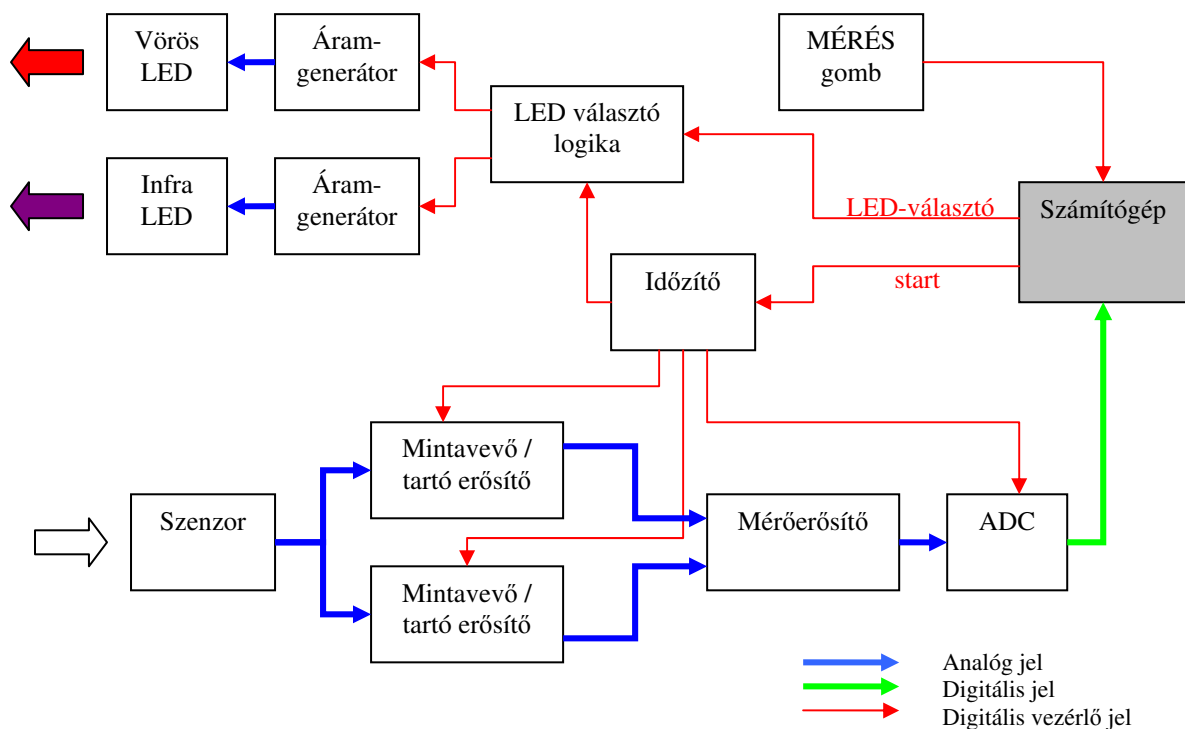 Vörös
LED
Áram-
generátor
MÉRÉS
gomb
LED választó
logika
Infra
LED
Áram-
generátor
LED-választó
Számítógép
start
Időzítő
Mintavevő /
tartó erősítő
Szenzor
Mérőerősítő
ADC
Mintavevő /
tartó erősítő
Analóg jel
Digitális jel
Digitális vezérlő jel